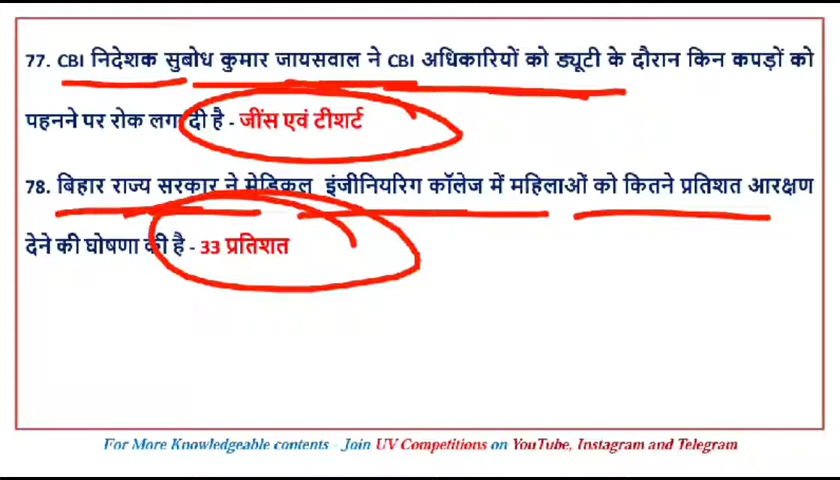 77. CBI निदेशक सुबोध कुमार जायसवाल ने CBI अधिकारियों को ड्यूटी के दौरान किन कपड़ों को
पहनने पर रोक लगा दी है - जींस एवं टीशर्ट
78. बिहार राज्य सरकार ने मेडिकल इंजीनियरिग कॉलेज में महिलाओं को कितने प्रतिशत आरक्षण
देने की घोषणा की है - 33 प्रतिशत
For More Knowledgeable contents - Join UV Competitions on YouTube, Instagram and Telegram